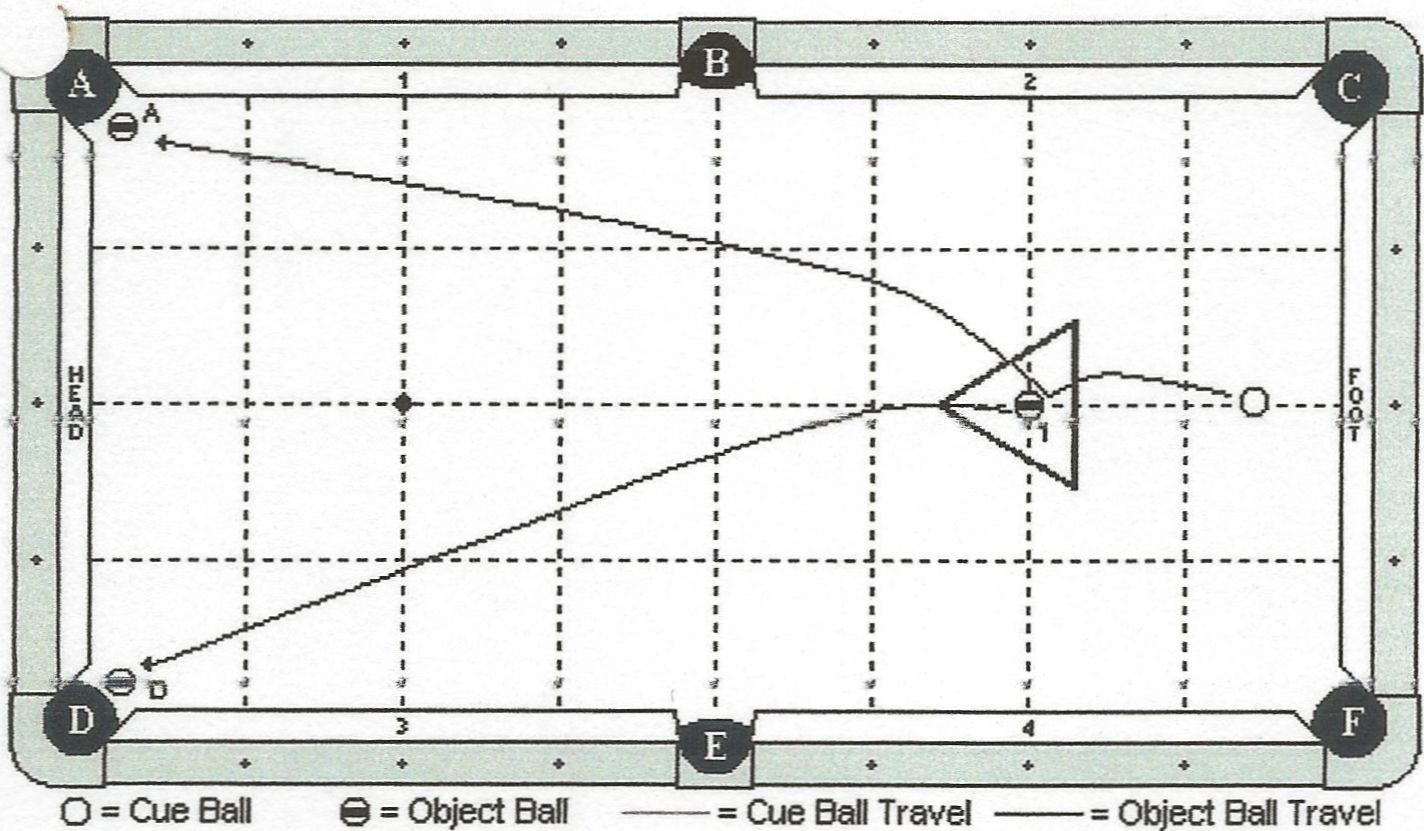 A B C
1 2
A
HEAD
FOOT
1
D
3 4
D E F
= Cue Ball = Object Ball = Cue Ball Travel = Object Ball Travel